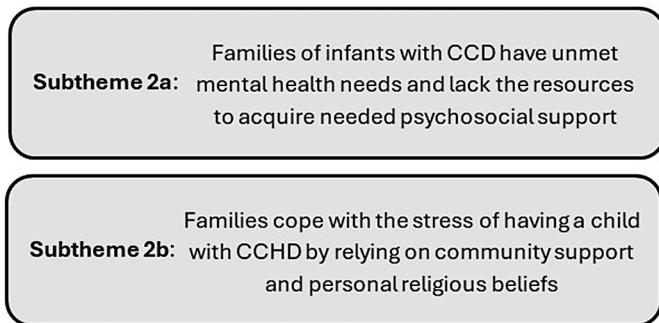 Families of infants with CCD have unmet
Subtheme 2a: mental health needs and lack the resources
to acquire needed psychosocial support
Families cope with the stress of having a child
Subtheme 2b: with CCHD by relying on community support
and personal religious beliefs